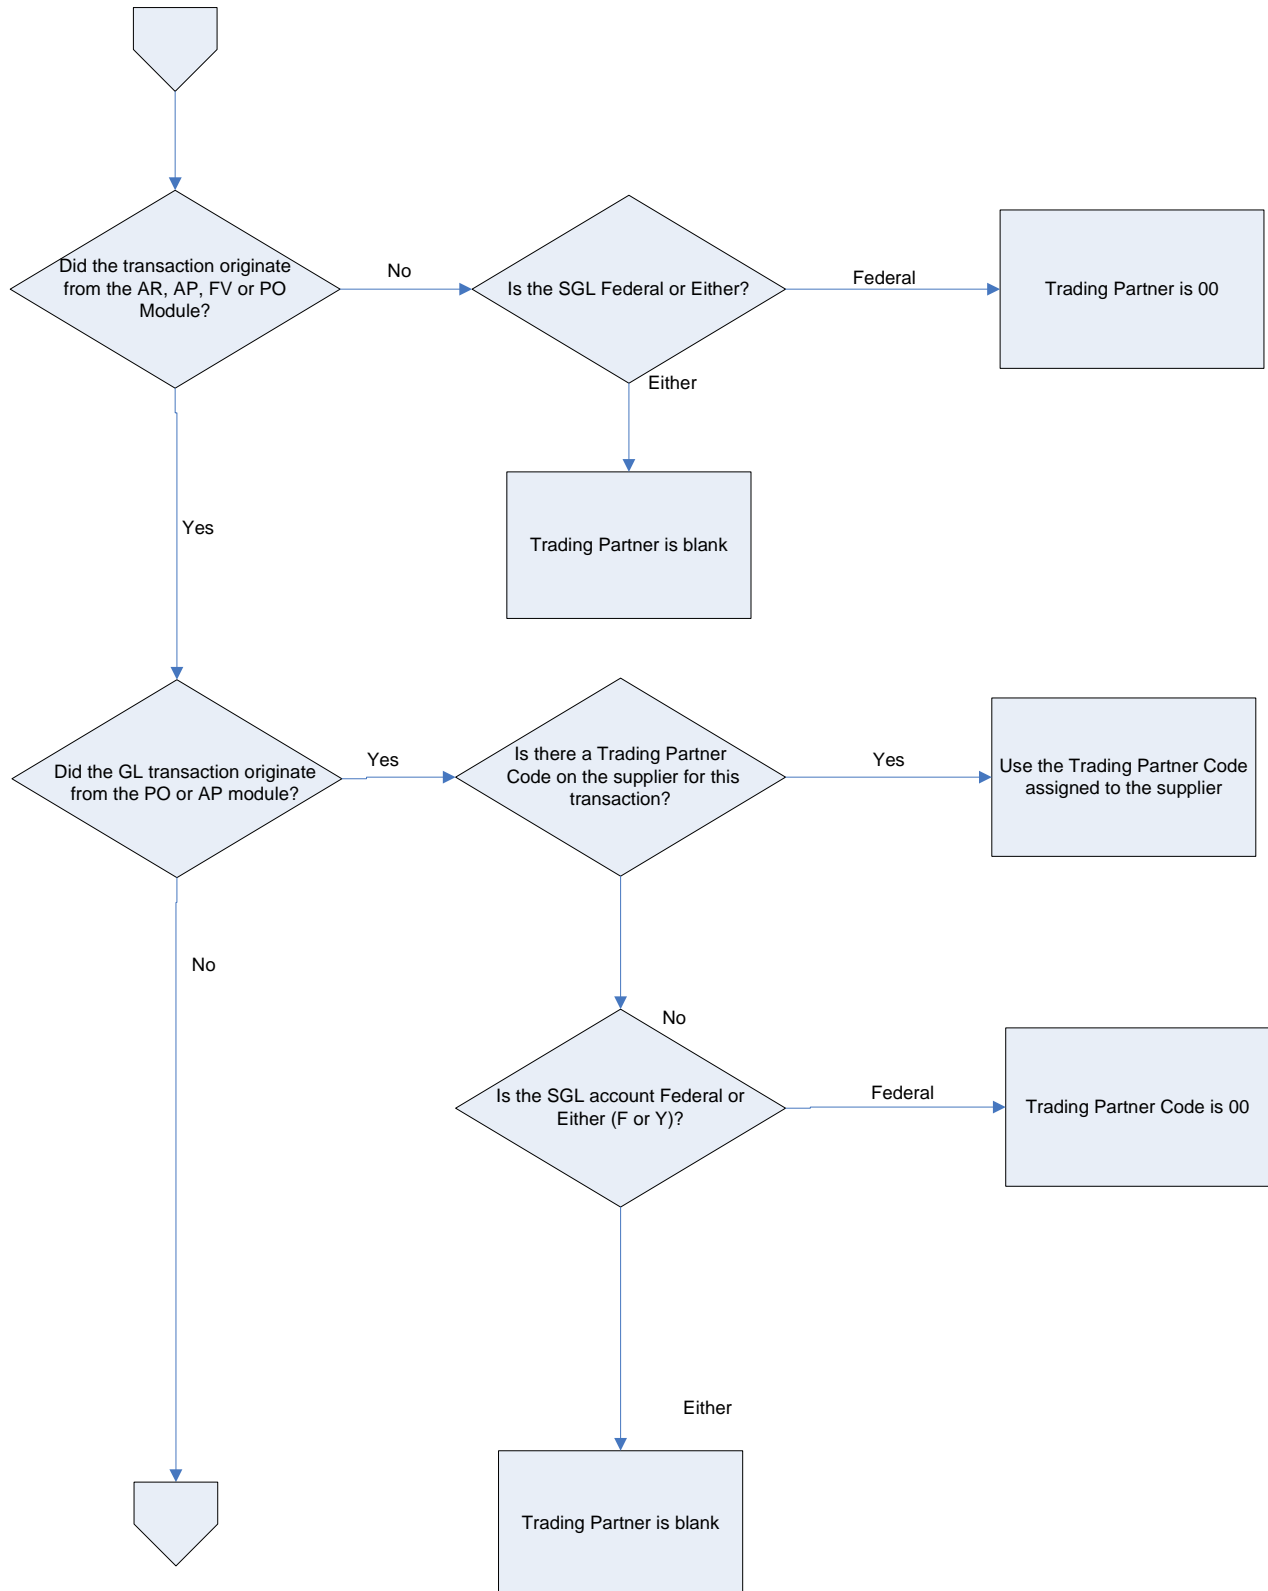 Did the transaction originate
from the AR, AP, FV or PO
Module?
No
Is the SGL Federal or Either?
Federal
Trading Partner is 00
Either
Trading Partner is blank
Yes
Did the GL transaction originate
from the PO or AP module?
Yes
Is there a Trading Partner
Code on the supplier for this
transaction?
Yes
Use the Trading Partner Code
assigned to the supplier
No
No
Is the SGL account Federal or
Either (F or Y)?
Federal
Trading Partner Code is 00
Either
Trading Partner is blank